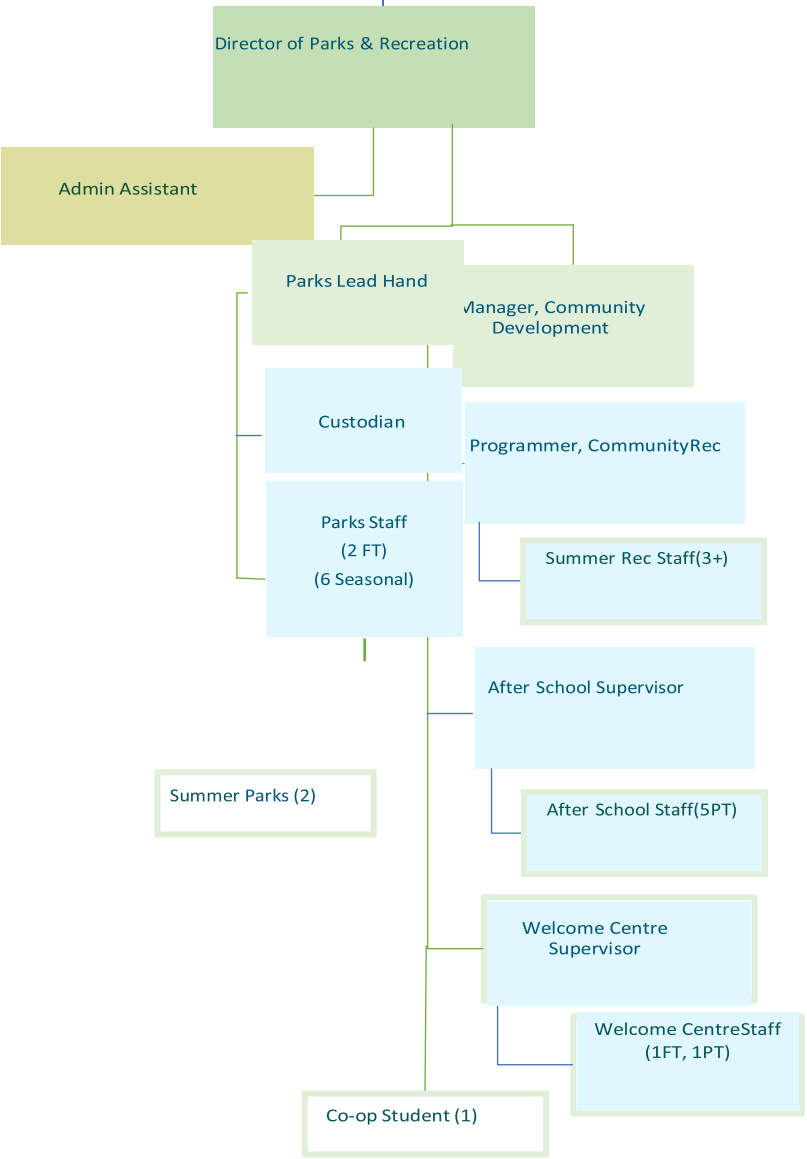 Director of Parks & Recreation
Admin Assistant
Parks Lead Hand
Manager, Community
Development
Custodian
Programmer, CommunityRec
Parks Staff
(2 FT)
(6 Seasonal)
Summer Rec Staff(3+)
After School Supervisor
Summer Parks (2)
After School Staff(5PT)
Welcome Centre
Supervisor
Welcome CentreStaff
(1FT, 1PT)
Co-op Student (1)